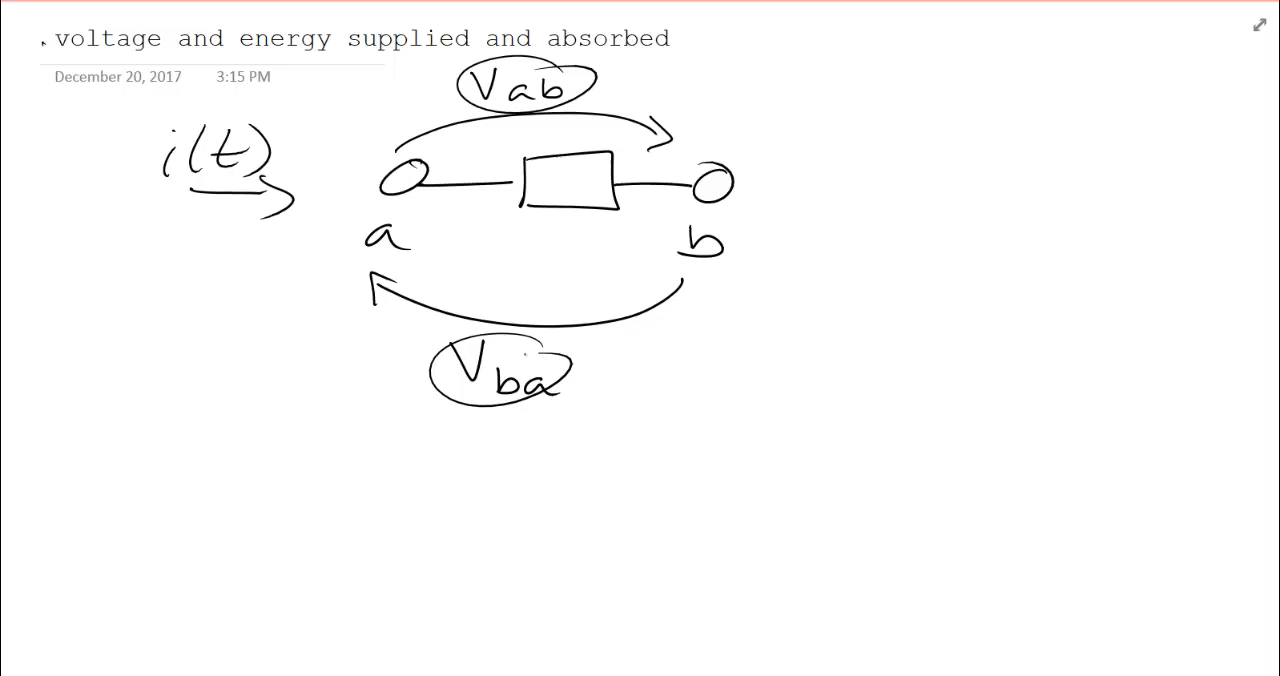 voltage and energy supplied and absorbed
December 20, 2017 3:15 PM
Vab
i(t)
a b
Vba